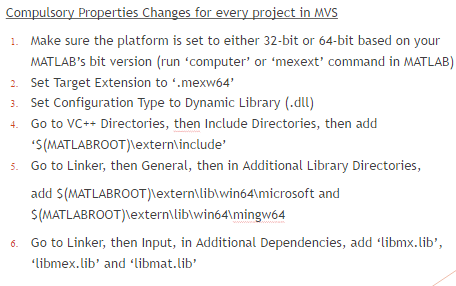 Compulsory Properties Changes for every project in MVS
1. Make sure the platform is set to either 32-bit or 64-bit based on your
MATLAB’s bit version (run ‘computer’ or ‘mexext’ command in MATLAB)
2. Set Target Extension to ‘.mexw64’
3. Set Configuration Type to Dynamic Library (.dll)
4. Go to VC++ Directories, then Include Directories, then add
‘$(MATLABROOT)\extern\include’
5. Go to Linker, then General, then in Additional Library Directories,
add $(MATLABROOT)\extern\lib\win64\microsoft and
$(MATLABROOT)\extern\lib\win64\mingw64
6. Go to Linker, then Input, in Additional Dependencies, add ‘libmx.lib’,
‘libmex.lib’ and ‘libmat.lib’